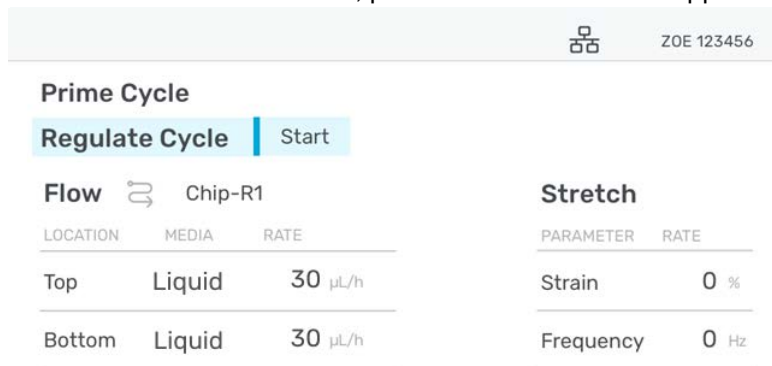 ZOE 123456
Prime Cycle
Regulate Cycle Start
Flow Chip-R1 Stretch
LOCATION MEDIA RATE PARAMETER RATE
Top Liquid 30 µL/h Strain 0 %
Bottom Liquid 30 µL/h Frequency 0 Hz